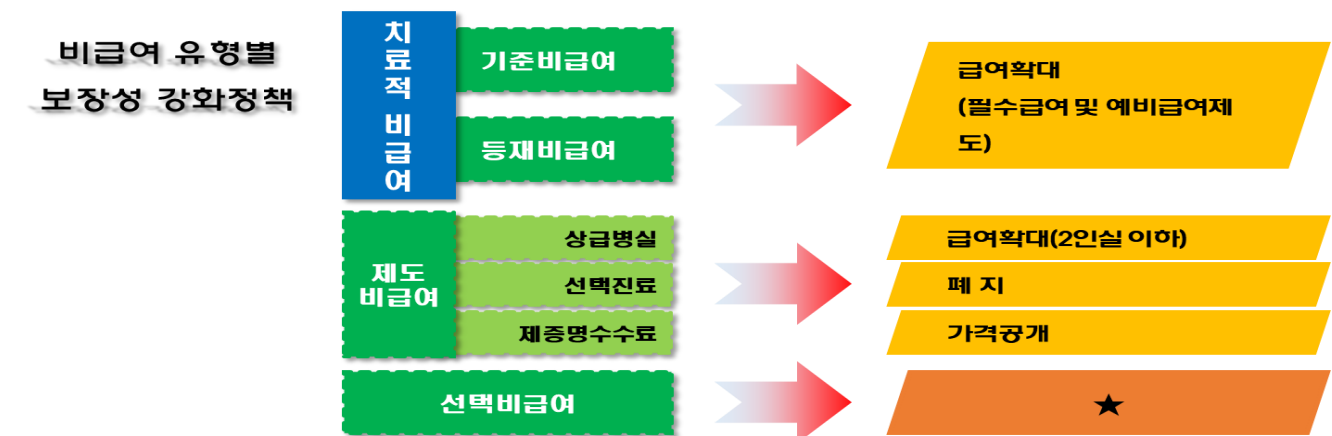 비급여 유형별
보장성 강화정책
치료적 비급여
기준비급여
등재비급여
급여확대
(필수급여 및 예비급여제
도)
제도
비급여
상급병실
선택진료
제증명수수료
급여확대(2인실 이하)
폐 지
가격공개
선택비급여
★